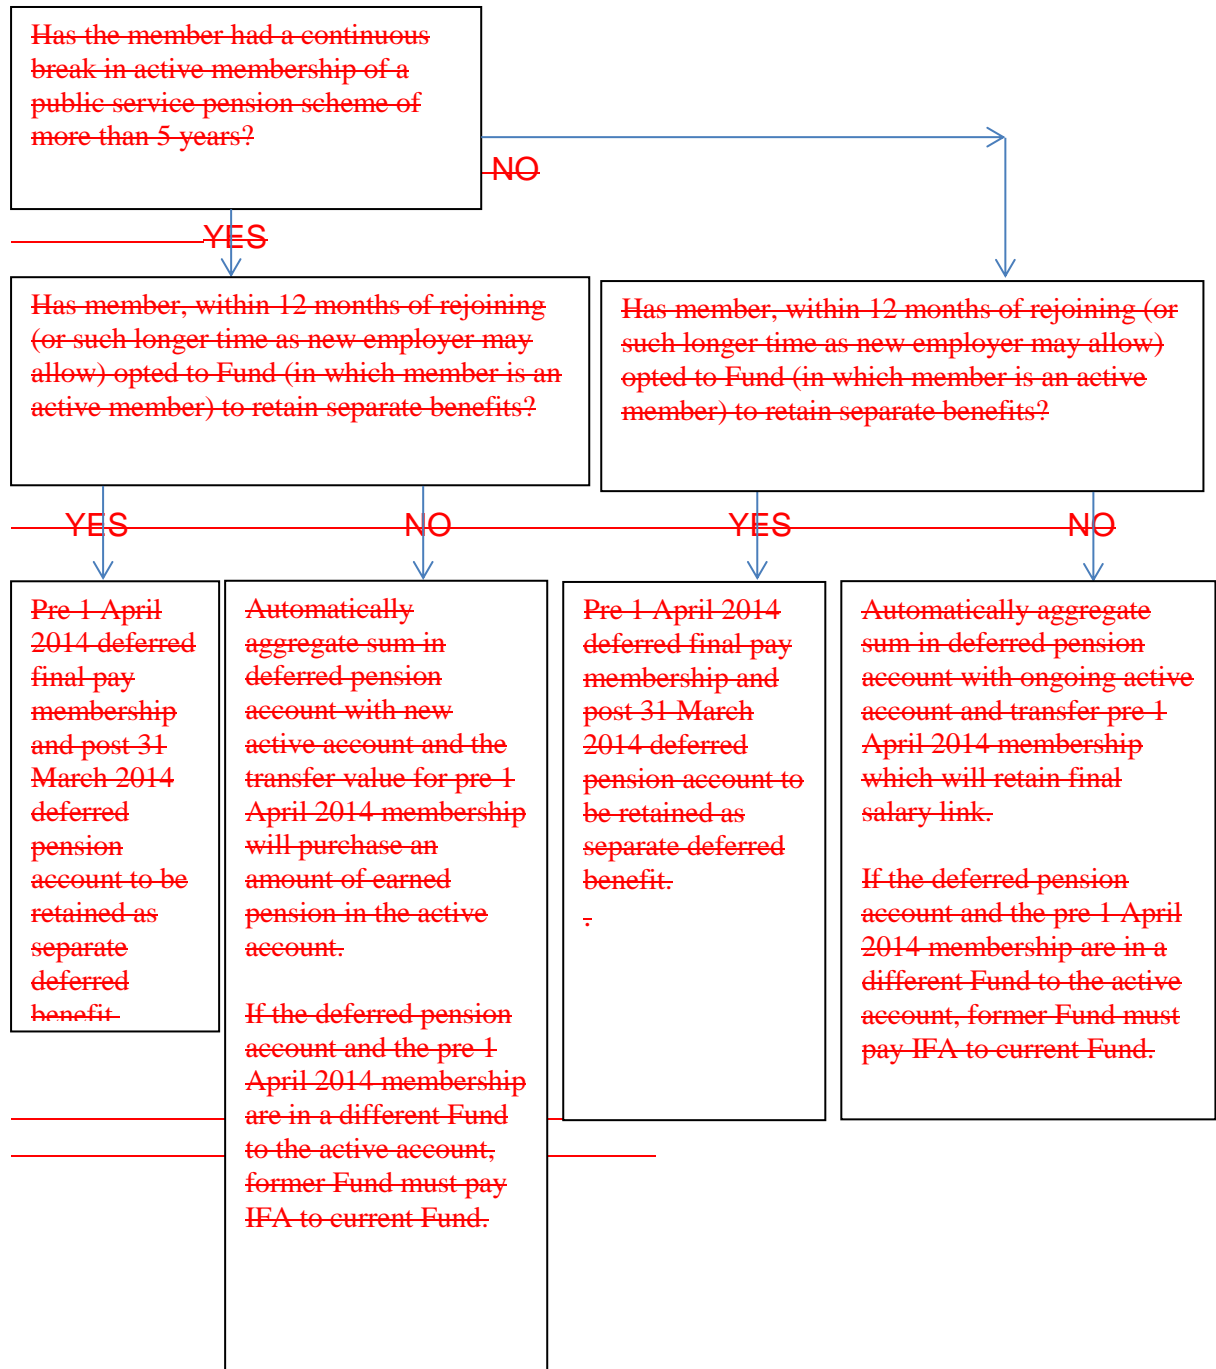 Has the member had a continuous
break in active membership of a
public service pension scheme of
more than 5 years?
NO
YES
Has member, within 12 months of rejoining
(or such longer time as new employer may
allow) opted to Fund (in which member is an
active member) to retain separate benefits?
Has member, within 12 months of rejoining (or
such longer time as new employer may allow)
opted to Fund (in which member is an active
member) to retain separate benefits?
YES NO YES NO
Pre 1 April
2014 deferred
final pay
membership
and post 31
March 2014
deferred
pension
account to be
retained as
separate
deferred
benefit.
Automatically
aggregate sum in
deferred pension
account with new
active account and the
transfer value for pre 1
April 2014 membership
will purchase an
amount of earned
pension in the active
account.
If the deferred pension
account and the pre 1
April 2014 membership
are in a different Fund
to the active account,
former Fund must pay
IFA to current Fund.
Pre 1 April 2014
deferred final pay
membership and
post 31 March
2014 deferred
pension account to
be retained as
separate deferred
benefit.
.
Automatically aggregate
sum in deferred pension
account with ongoing active
account and transfer pre 1
April 2014 membership
which will retain final
salary link.
If the deferred pension
account and the pre 1 April
2014 membership are in a
different Fund to the active
account, former Fund must
pay IFA to current Fund.